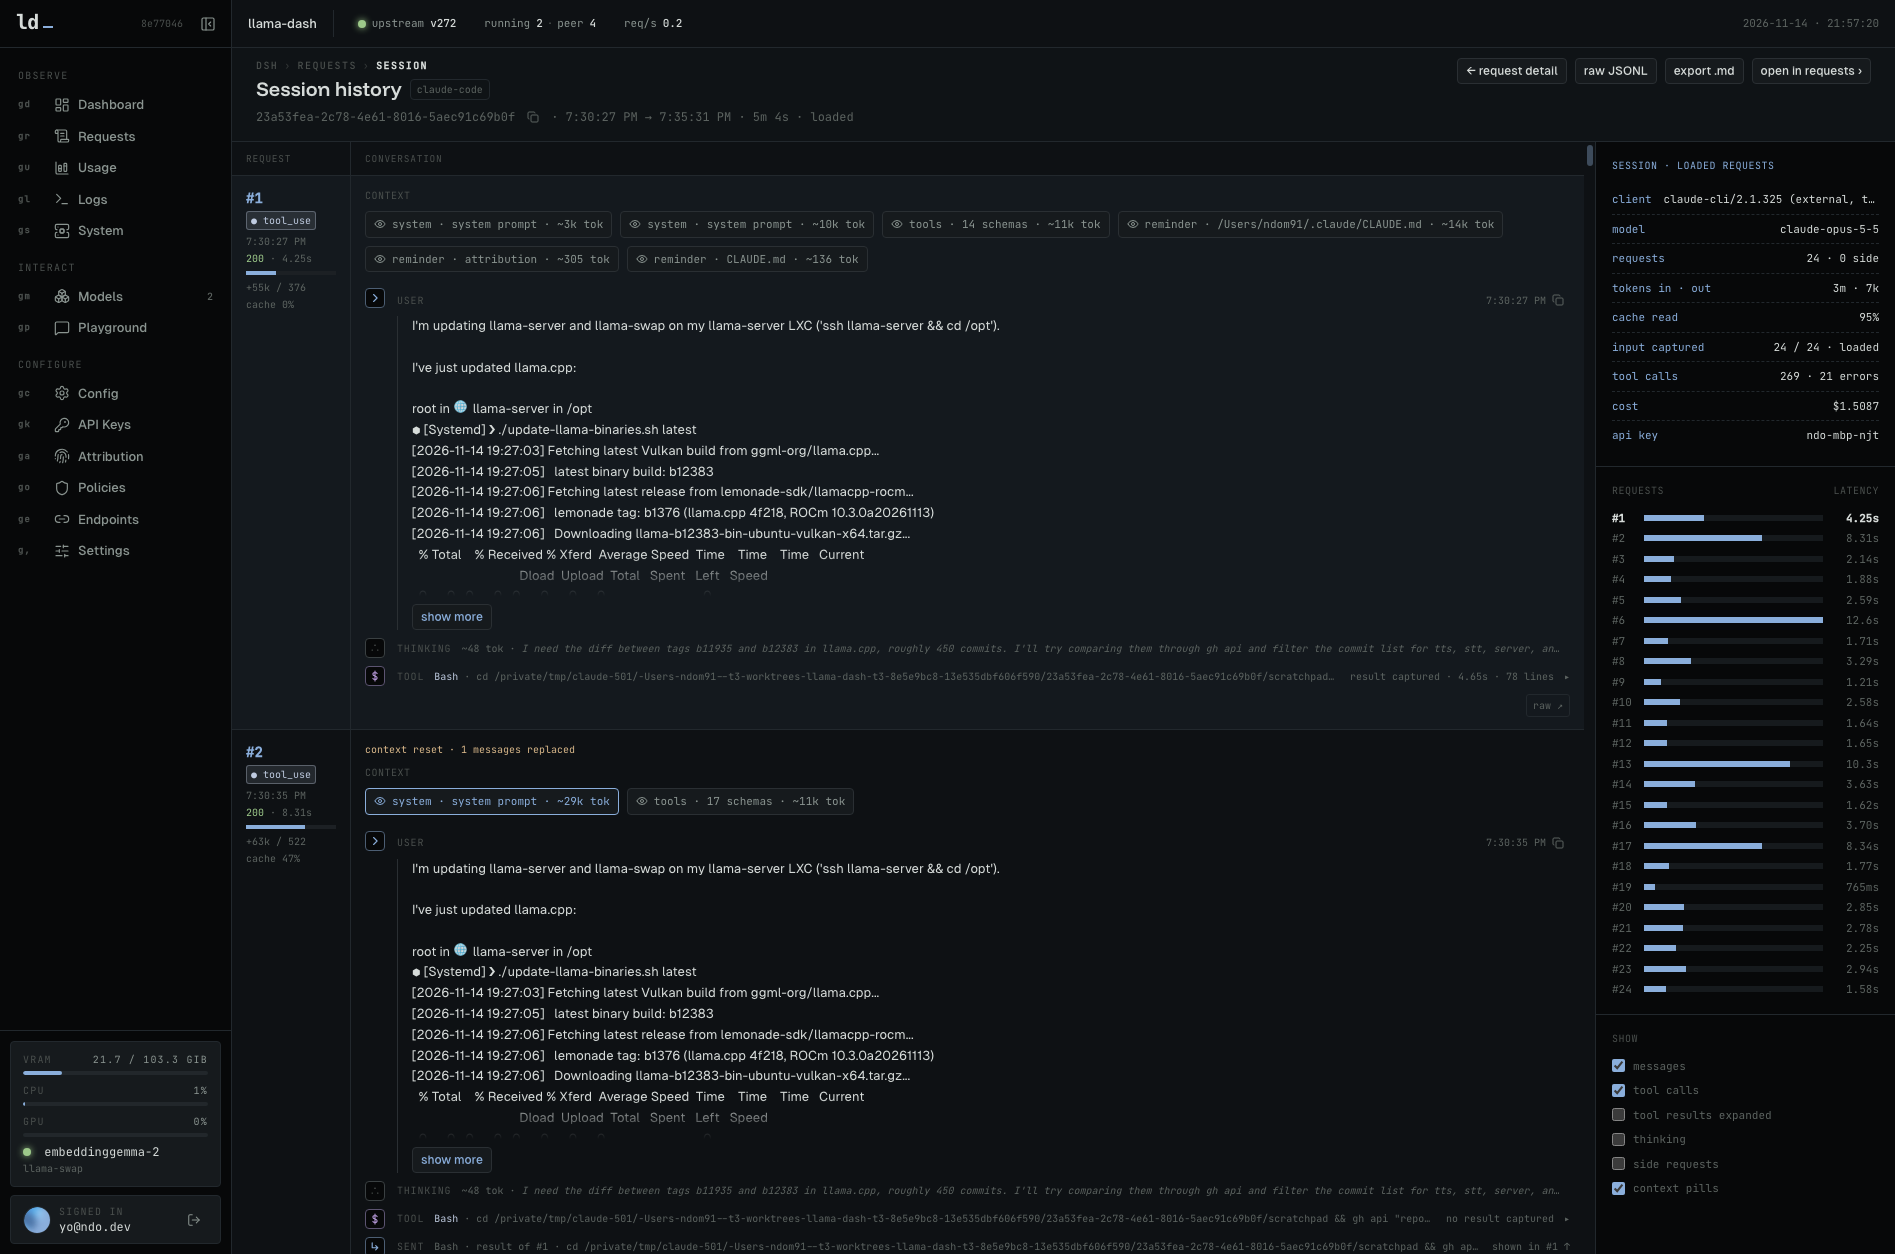 ld_
8e77046
llama-dash
upstream v272
running 2 · peer 4
req/s 0.2
2026-11-14 · 21:57:20
OBSERVE
gd Dashboard
gr Requests
gu Usage
gl Logs
gs System
INTERACT
gm Models 2
gp Playground
CONFIGURE
gc Config
gk API Keys
ga Attribution
go Policies
ge Endpoints
g, Settings
VRAM 21.7 / 103.3 GIB
CPU 1%
GPU 0%
embeddinggemma-2
llama-swap
SIGNED IN
yo@ndo.dev
DSH › REQUESTS › SESSION
Session history claude-code
23a53fea-2c78-4e61-8016-5aec91c69b0f · 7:30:27 PM → 7:35:31 PM · 5m 4s · loaded
← request detail
raw JSONL
export .md
open in requests ›
REQUEST
CONVERSATION
#1
tool_use
7:30:27 PM
200 · 4.25s
+55k / 376
cache 0%
CONTEXT
system · system prompt · ~3k tok
system · system prompt · ~10k tok
tools · 14 schemas · ~11k tok
reminder · /Users/ndom91/.claude/CLAUDE.md · ~14k tok
reminder · attribution · ~305 tok
reminder · CLAUDE.md · ~136 tok
USER 7:30:27 PM
I'm updating llama-server and llama-swap on my llama-server LXC ('ssh llama-server && cd /opt').
I've just updated llama.cpp:
root in 🌐 llama-server in /opt
⬢ [Systemd] ❯ ./update-llama-binaries.sh latest
[2026-11-14 19:27:03] Fetching latest Vulkan build from ggml-org/llama.cpp...
[2026-11-14 19:27:05] latest binary build: b12383
[2026-11-14 19:27:06] Fetching latest release from lemonade-sdk/llamacpp-rocm...
[2026-11-14 19:27:06] lemonade tag: b1376 (llama.cpp 4f218, ROCm 10.3.0a20261113)
[2026-11-14 19:27:06] Downloading llama-b12383-bin-ubuntu-vulkan-x64.tar.gz...
% Total % Received % Xferd Average Speed Time Time Time Current
Dload Upload Total Spent Left Speed
show more
THINKING ~48 tok · I need the diff between tags b11935 and b12383 in llama.cpp, roughly 450 commits. I'll try comparing them through gh api and filter the commit list for tts, stt, server, an…
$ TOOL Bash · cd /private/tmp/claude-501/-Users-ndom91--t3-worktrees-llama-dash-t3-8e5e9bc8-13e535dbf606f590/23a53fea-2c78-4e61-8016-5aec91c69b0f/scratchpad… result captured · 4.65s · 78 lines ▸
raw ↗
#2
tool_use
7:30:35 PM
200 · 8.31s
+63k / 522
cache 47%
context reset · 1 messages replaced
CONTEXT
system · system prompt · ~29k tok
tools · 17 schemas · ~11k tok
USER 7:30:35 PM
I'm updating llama-server and llama-swap on my llama-server LXC ('ssh llama-server && cd /opt').
I've just updated llama.cpp:
root in 🌐 llama-server in /opt
⬢ [Systemd] ❯ ./update-llama-binaries.sh latest
[2026-11-14 19:27:03] Fetching latest Vulkan build from ggml-org/llama.cpp...
[2026-11-14 19:27:05] latest binary build: b12383
[2026-11-14 19:27:06] Fetching latest release from lemonade-sdk/llamacpp-rocm...
[2026-11-14 19:27:06] lemonade tag: b1376 (llama.cpp 4f218, ROCm 10.3.0a20261113)
[2026-11-14 19:27:06] Downloading llama-b12383-bin-ubuntu-vulkan-x64.tar.gz...
% Total % Received % Xferd Average Speed Time Time Time Current
Dload Upload Total Spent Left Speed
show more
THINKING ~48 tok · I need the diff between tags b11935 and b12383 in llama.cpp, roughly 450 commits. I'll try comparing them through gh api and filter the commit list for tts, stt, server, an…
$ TOOL Bash · cd /private/tmp/claude-501/-Users-ndom91--t3-worktrees-llama-dash-t3-8e5e9bc8-13e535dbf606f590/23a53fea-2c78-4e61-8016-5aec91c69b0f/scratchpad && gh api "repo… no result captured ▸
SENT Bash · result of #1 · cd /private/tmp/claude-501/-Users-ndom91--t3-worktrees-llama-dash-t3-8e5e9bc8-13e535dbf606f590/23a53fea-2c78-4e61-8016-5aec91c69b0f/scratchpad && gh ap… shown in #1 ↑
SESSION · LOADED REQUESTS
client claude-cli/2.1.325 (external, t…
model claude-opus-5-5
requests 24 · 0 side
tokens in · out 3m · 7k
cache read 95%
input captured 24 / 24 · loaded
tool calls 269 · 21 errors
cost $1.5087
api key ndo-mbp-njt
REQUESTS LATENCY
#1 4.25s
#2 8.31s
#3 2.14s
#4 1.88s
#5 2.59s
#6 12.6s
#7 1.71s
#8 3.29s
#9 1.21s
#10 2.58s
#11 1.64s
#12 1.65s
#13 10.3s
#14 3.63s
#15 1.62s
#16 3.70s
#17 8.34s
#18 1.77s
#19 765ms
#20 2.85s
#21 2.78s
#22 2.25s
#23 2.94s
#24 1.58s
SHOW
messages
tool calls
tool results expanded
thinking
side requests
context pills